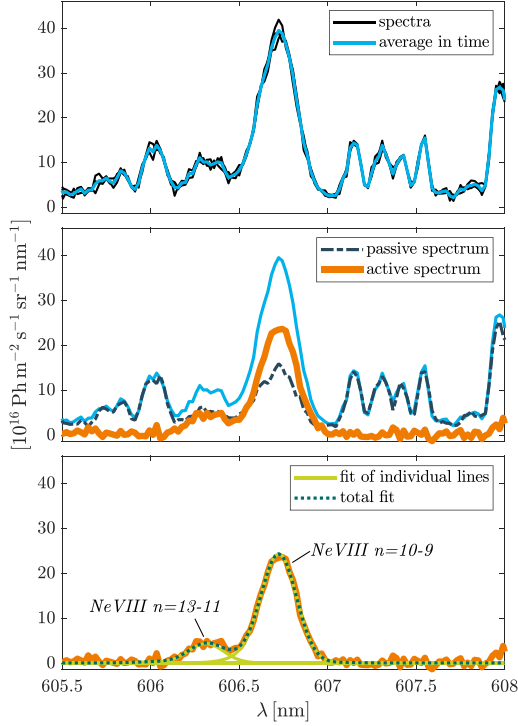 40
30
20
10
0
spectra
average in time
[10¹⁶ Ph m⁻² s⁻¹ sr⁻¹ nm⁻¹]
40
30
20
10
0
passive spectrum
active spectrum
40
30
20
10
0
fit of individual lines
total fit
NeVIII n=10-9
NeVIII n=13-11
605.5 606 606.5 607 607.5 608
λ [nm]